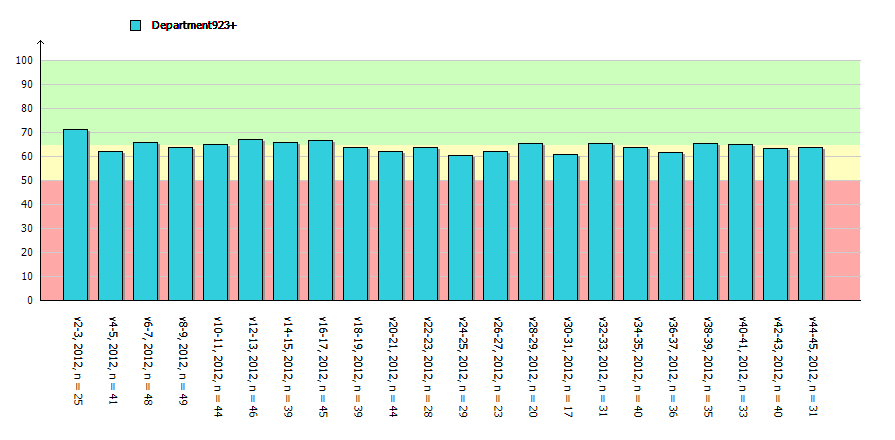 Department923+
100
90
80
70
60
50
40
30
20
10
0
v2-3, 2012, n = 25
v4-5, 2012, n = 41
v6-7, 2012, n = 48
v8-9, 2012, n = 49
v10-11, 2012, n = 44
v12-13, 2012, n = 46
v14-15, 2012, n = 39
v16-17, 2012, n = 45
v18-19, 2012, n = 39
v20-21, 2012, n = 44
v22-23, 2012, n = 28
v24-25, 2012, n = 29
v26-27, 2012, n = 23
v28-29, 2012, n = 20
v30-31, 2012, n = 17
v32-33, 2012, n = 31
v34-35, 2012, n = 40
v36-37, 2012, n = 36
v38-39, 2012, n = 35
v40-41, 2012, n = 33
v42-43, 2012, n = 40
v44-45, 2012, n = 31